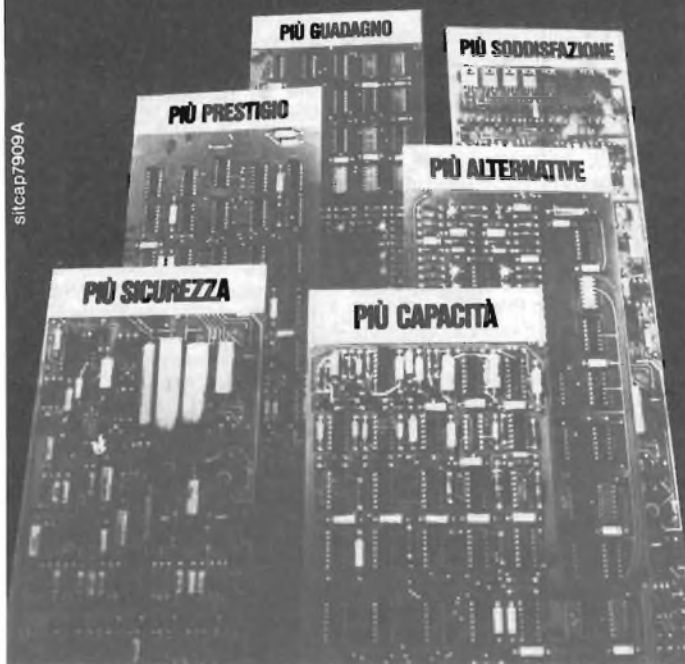 PIÙ GUADAGNO
PIÙ SODDISFAZIONE
PIÙ PRESTIGIO
PIÙ ALTERNATIVE
PIÙ SICUREZZA
PIÙ CAPACITÀ
sitcap7909A